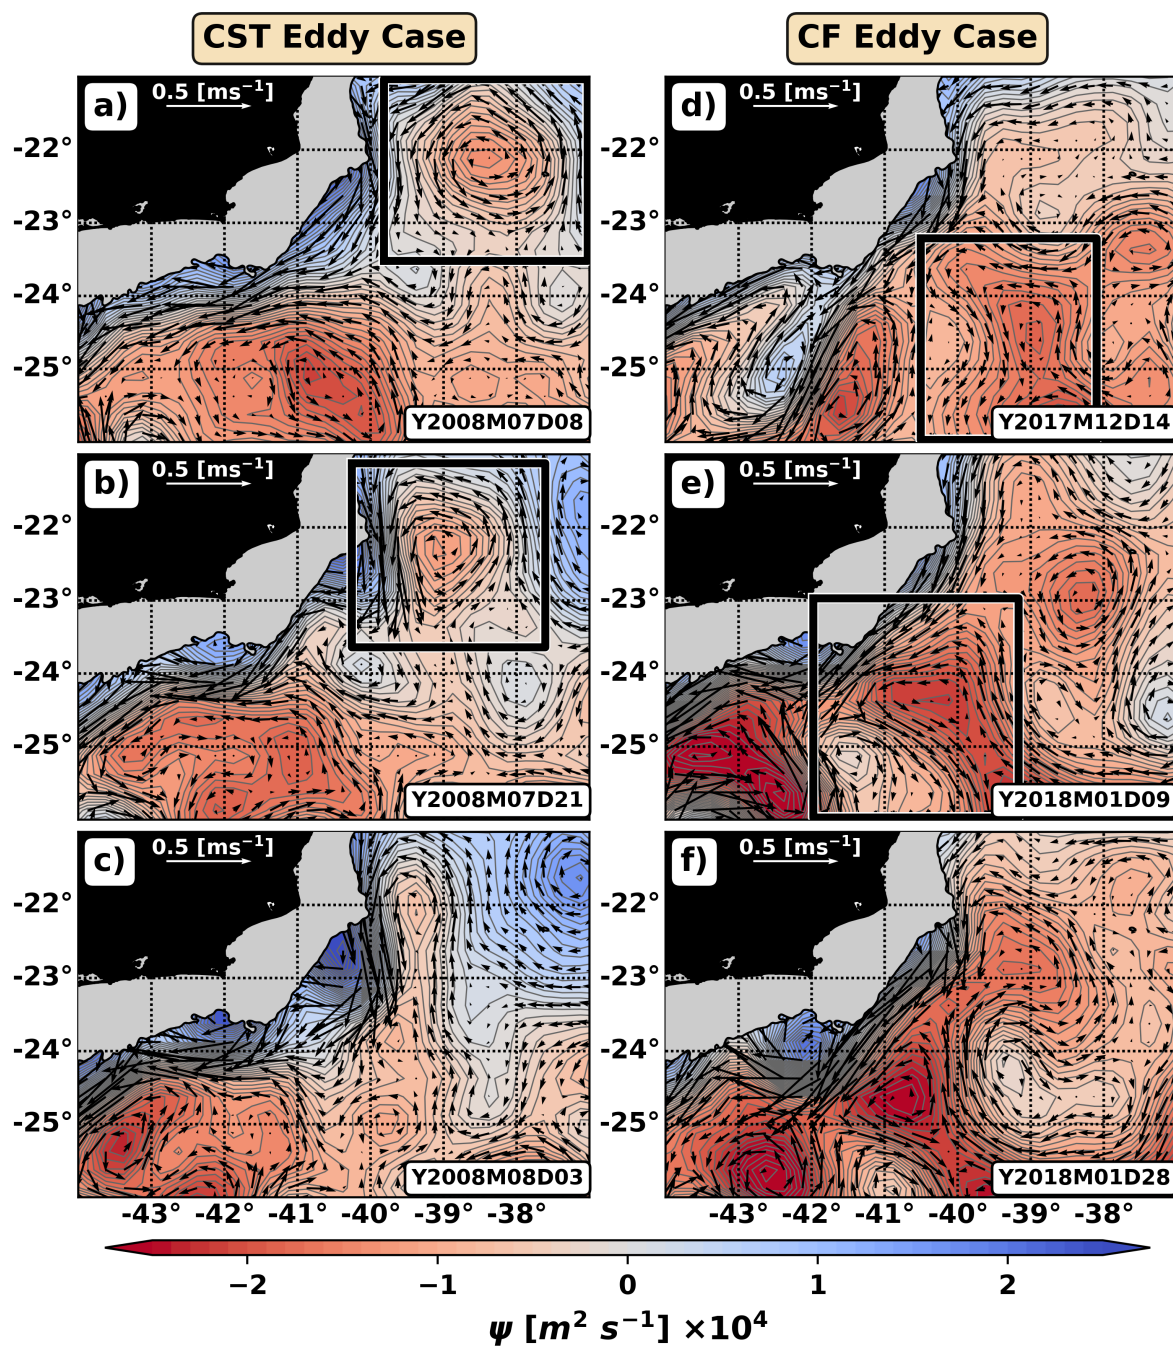 CST Eddy Case
CF Eddy Case
a)
0.5 [ms⁻¹]
-22°
-23°
-24°
-25°
Y2008M07D08
d)
0.5 [ms⁻¹]
-22°
-23°
-24°
-25°
Y2017M12D14
b)
0.5 [ms⁻¹]
-22°
-23°
-24°
-25°
Y2008M07D21
e)
0.5 [ms⁻¹]
-22°
-23°
-24°
-25°
Y2018M01D09
c)
0.5 [ms⁻¹]
-22°
-23°
-24°
-25°
Y2008M08D03
f)
0.5 [ms⁻¹]
-22°
-23°
-24°
-25°
Y2018M01D28
-43° -42° -41° -40° -39° -38°
-43° -42° -41° -40° -39° -38°
−2 −1 0 1 2
ψ [m² s⁻¹] ×10⁴